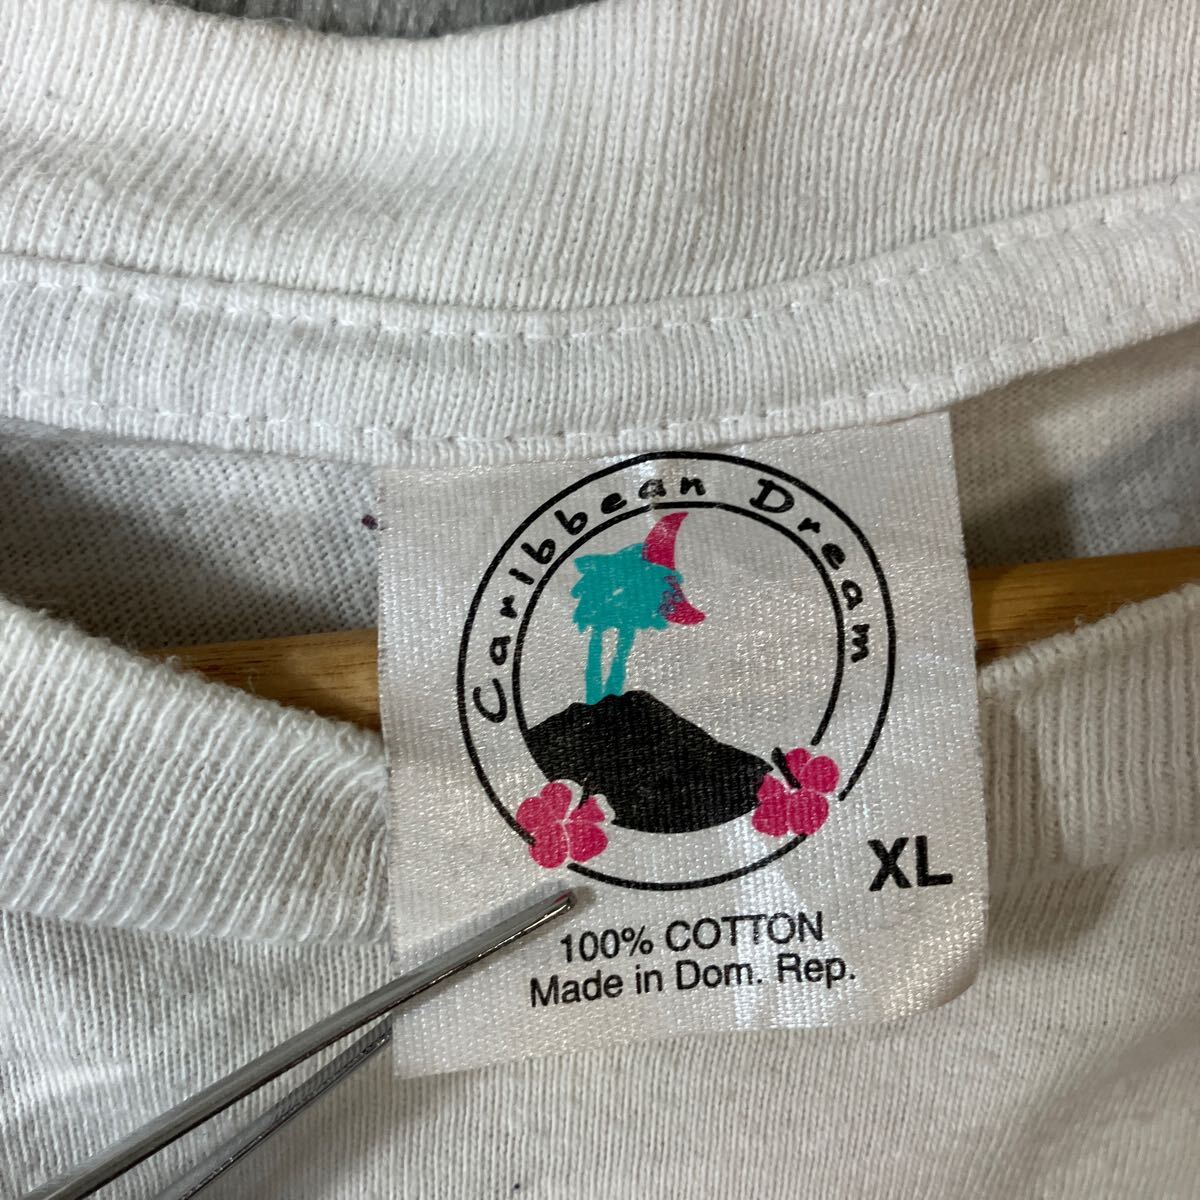 Caribbean Dream
XL
100% COTTON
Made in Dom. Rep.